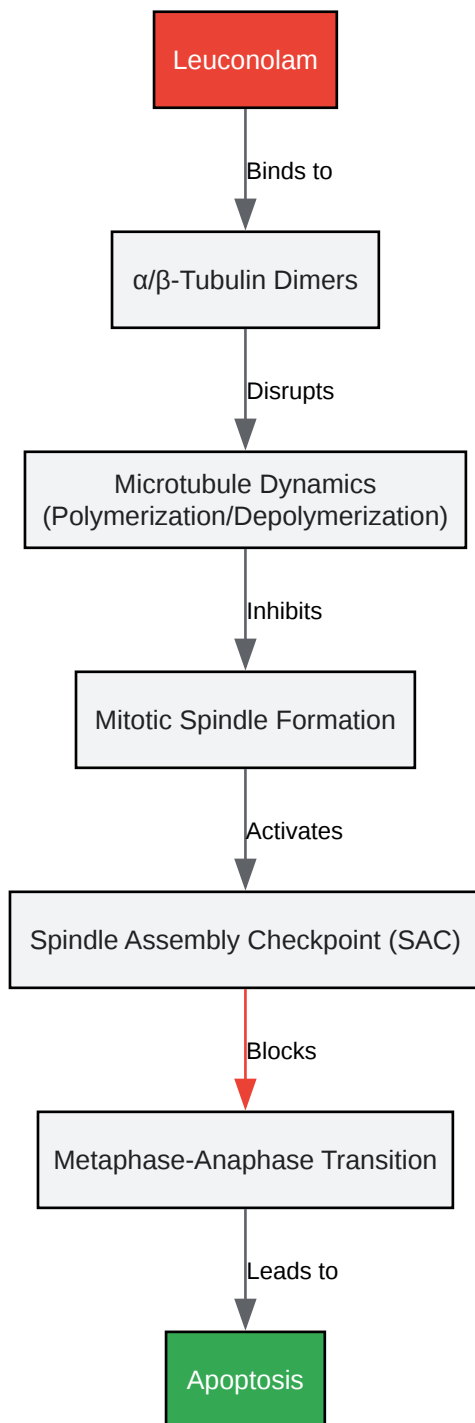 Leuconolam
Binds to
α/β-Tubulin Dimers
Disrupts
Microtubule Dynamics
(Polymerization/Depolymerization)
Inhibits
Mitotic Spindle Formation
Activates
Spindle Assembly Checkpoint (SAC)
Blocks
Metaphase-Anaphase Transition
Leads to
Apoptosis